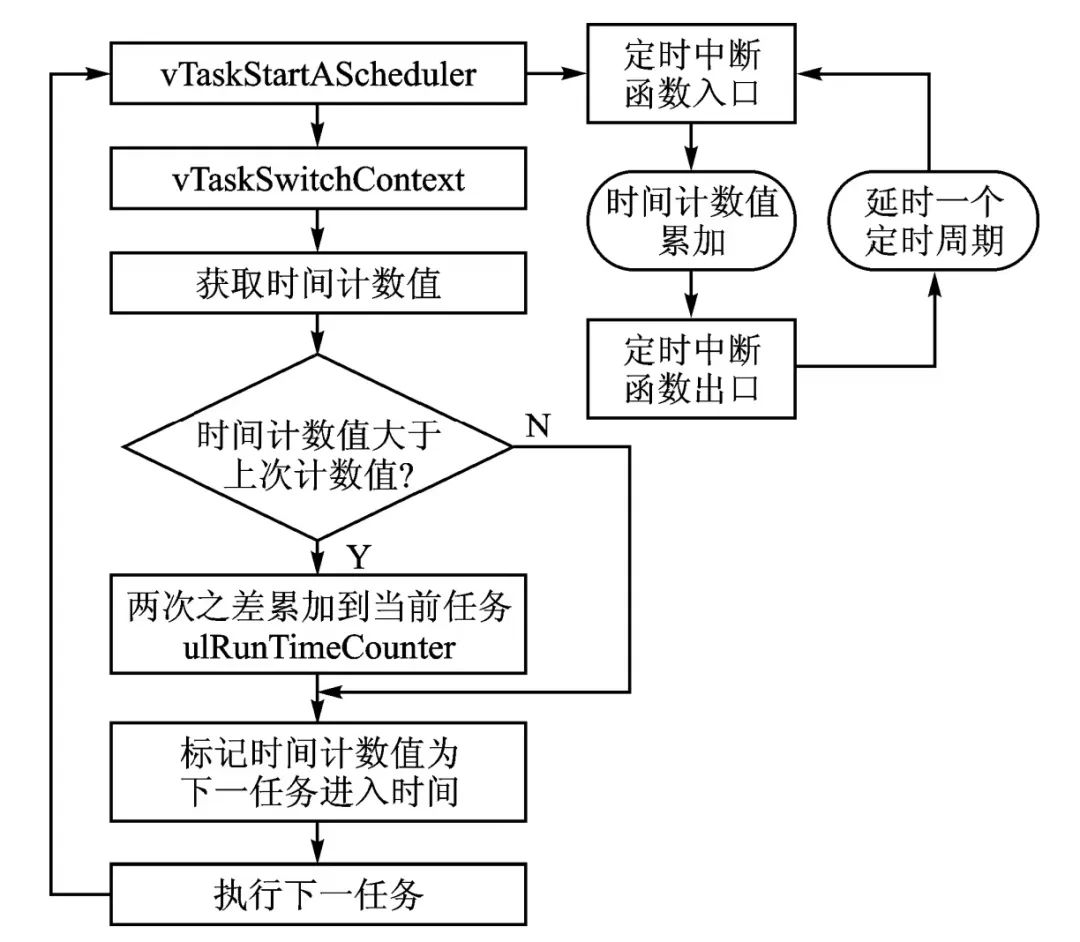 vTaskStartAScheduler
vTaskSwitchContext
获取时间计数值
时间计数值大于
上次计数值?
N
Y
两次之差累加到当前任务
ulRunTimeCounter
标记时间计数值为
下一任务进入时间
执行下一任务
定时中断
函数入口
时间计数值
累加
定时中断
函数出口
延时一个
定时周期